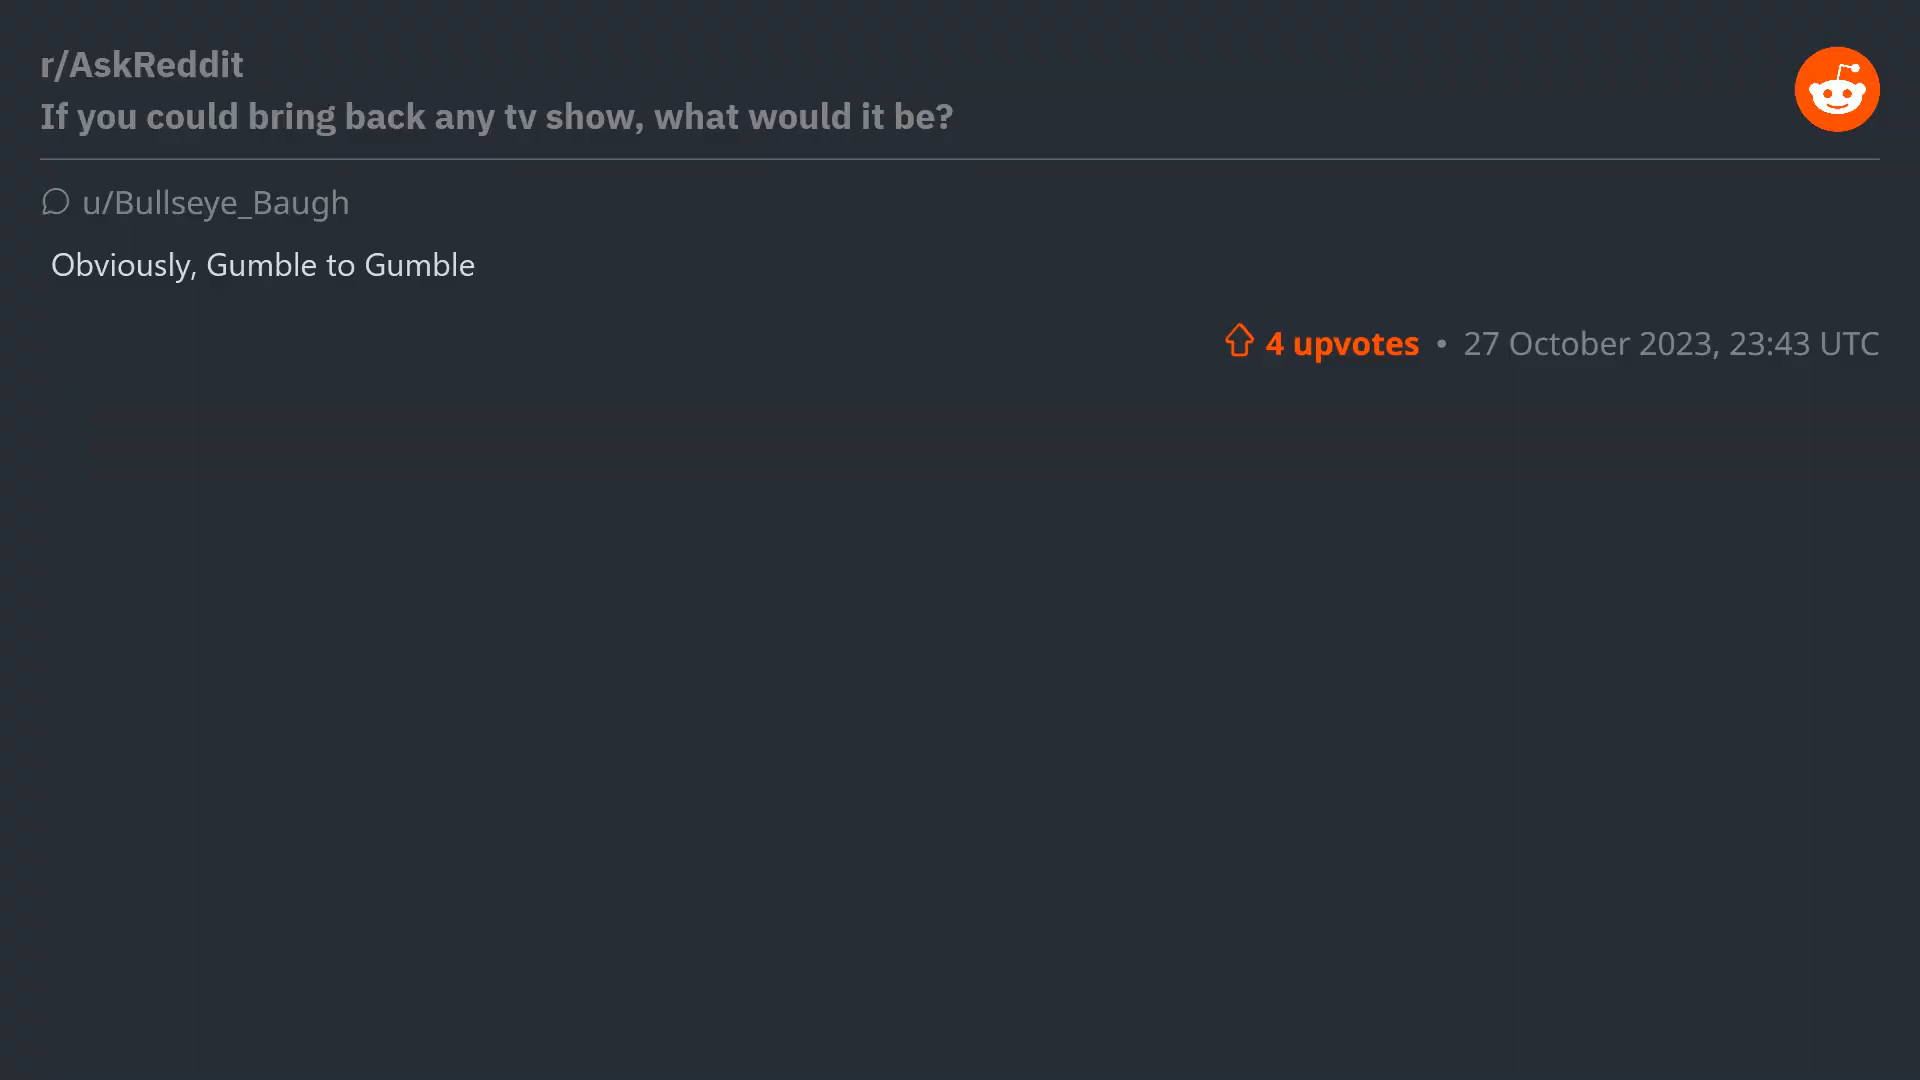 r/AskReddit
If you could bring back any tv show, what would it be?
u/Bullseye_Baugh
Obviously, Gumble to Gumble
4 upvotes • 27 October 2023, 23:43 UTC